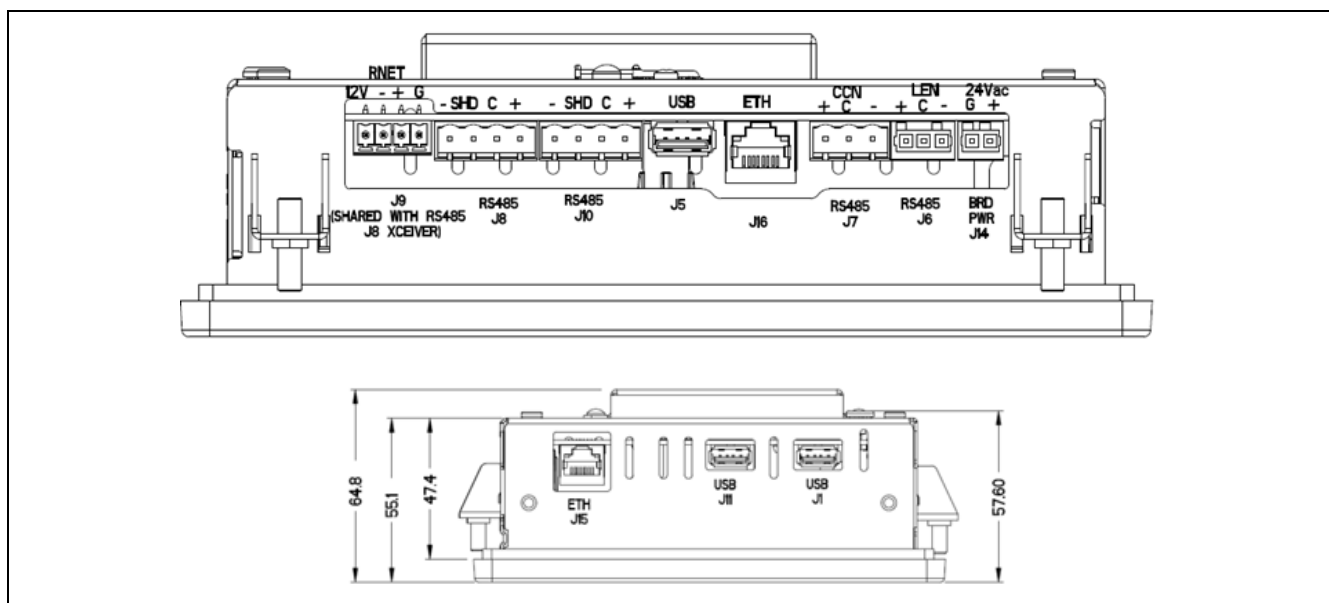 RNET
12V - + G
- SHD C +
- SHD C +
USB
ETH
CCN
+ C -
LEN
+ C -
24Vac
G +
J9
(SHARED WITH RS485
J8 XCEIVER)
RS485
J8
RS485
J10
J5
J16
RS485
J7
RS485
J6
BRD
PWR
J14
64.8
55.1
47.4
ETH
J15
USB
J11
USB
J1
57.60